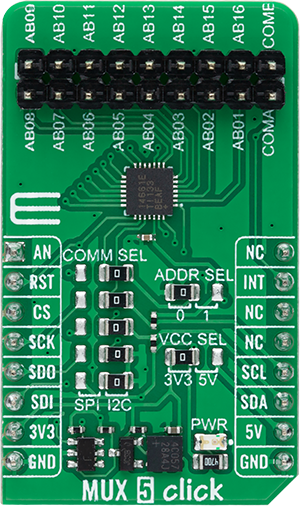 AB09 AB10 AB11 AB12 AB13 AB14 AB15 AB16 COMB
AB08 AB07 AB06 AB05 AB04 AB03 AB02 AB01 COMA
AN COMM SEL NC
RST ADDR SEL INT
CS 0 1 NC
SCK VCC SEL NC
SDO 3V3 5V SCL
SDI SPI I2C SDA
3V3 PWR 5V
GND GND
MUX 5 click